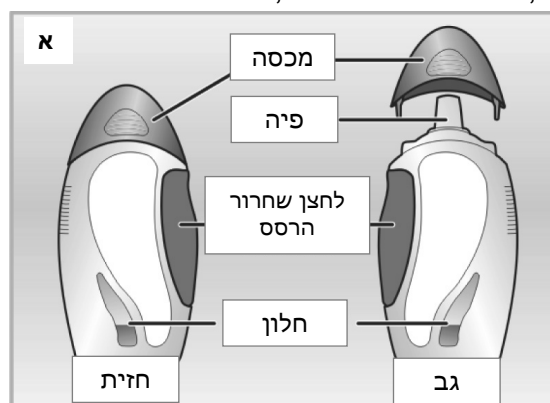 א
מכסה
פיה
לחצן שחרור
הרסס
חלון
חזית
גב